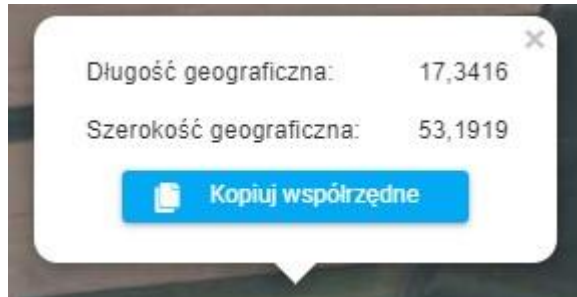 Długość geograficzna: 17,3416
Szerokość geograficzna: 53,1919
Kopiuj współrzędne